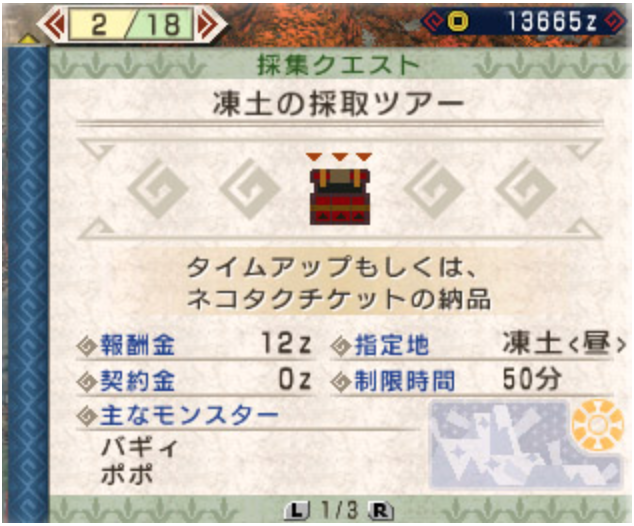 2/18
13665z
採集クエスト
凍土の採取ツアー
タイムアップもしくは、
ネコタクチケットの納品
報酬金 12z 指定地 凍土<昼>
契約金 0z 制限時間 50分
主なモンスター
バギィ
ポポ
L 1/3 R